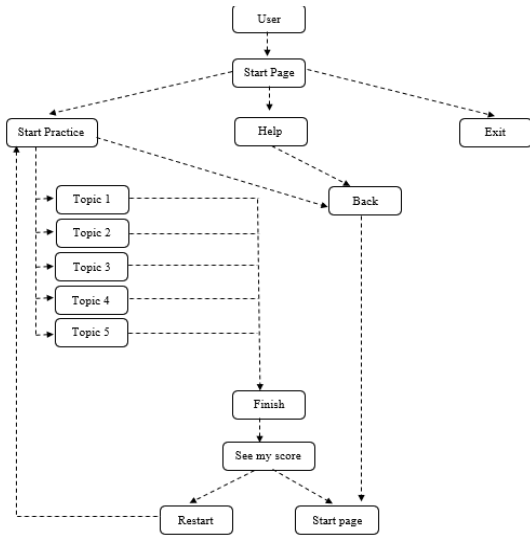 User
Start Page
Start Practice
Help
Exit
Topic 1
Back
Topic 2
Topic 3
Topic 4
Topic 5
Finish
See my score
Restart
Start page